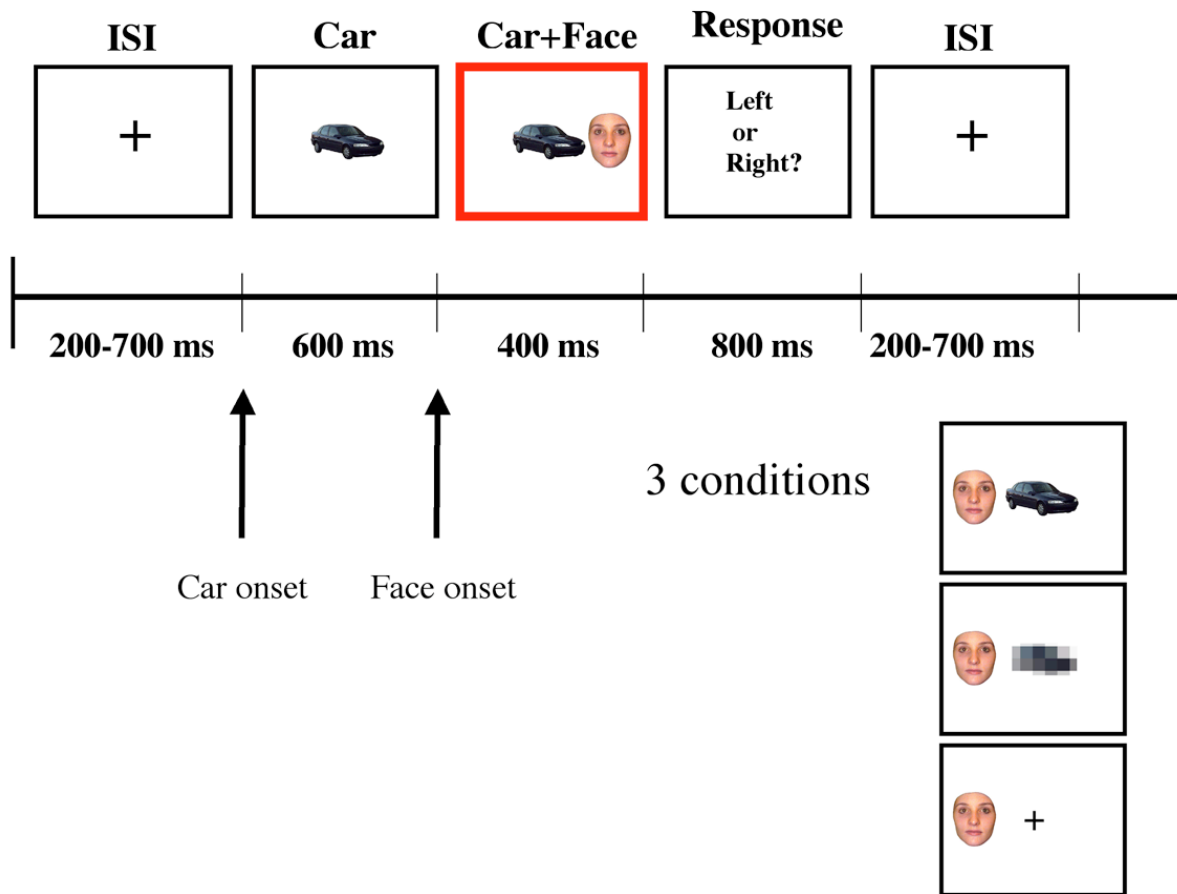 ISI
Car
Car+Face
Response
ISI
+
Left
or
Right?
+
200-700 ms
600 ms
400 ms
800 ms
200-700 ms
Car onset
Face onset
3 conditions
+